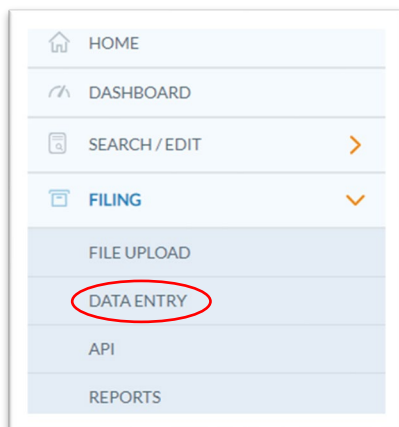 HOME
DASHBOARD
SEARCH / EDIT
FILING
FILE UPLOAD
DATA ENTRY
API
REPORTS